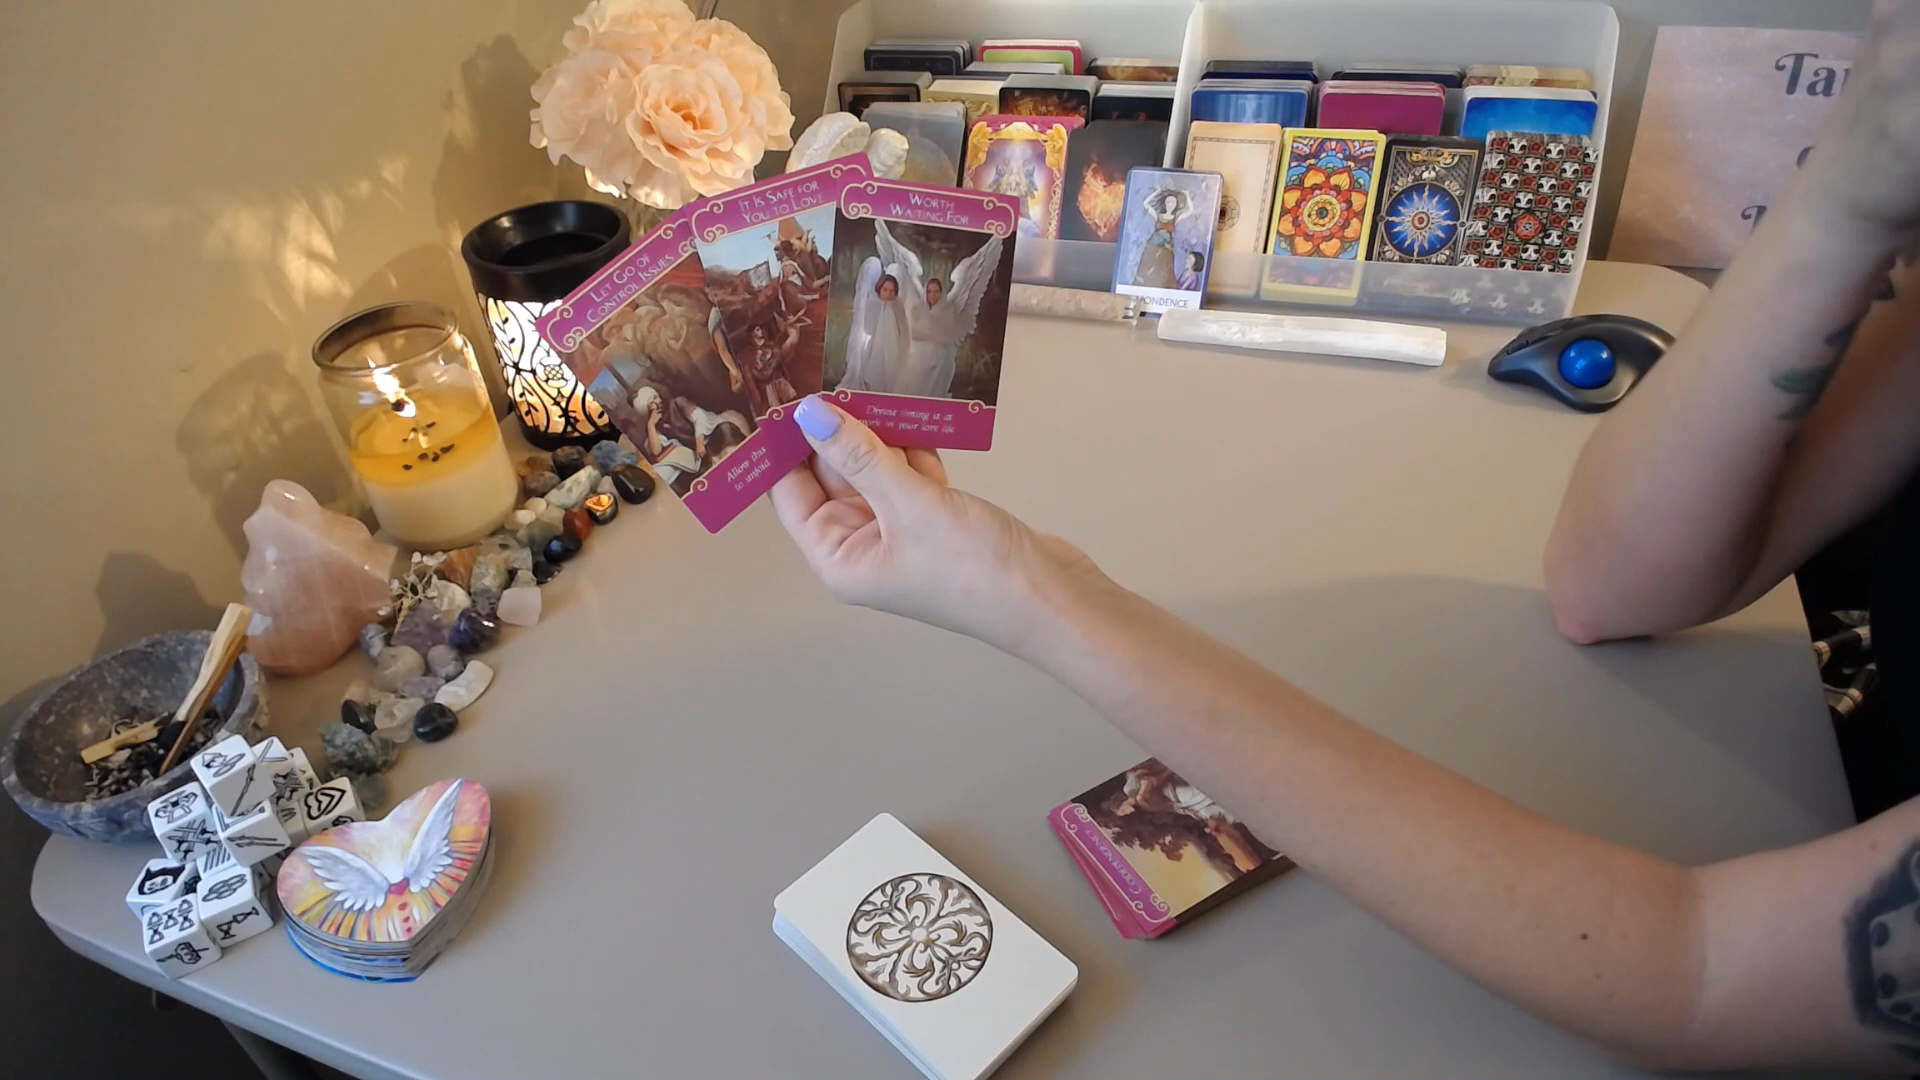 Let Go of
Control Issues
Allow this
to unfold
It Is Safe for
You to Love
Worth
Waiting For
Divine timing is at
work in your love life
Codependency